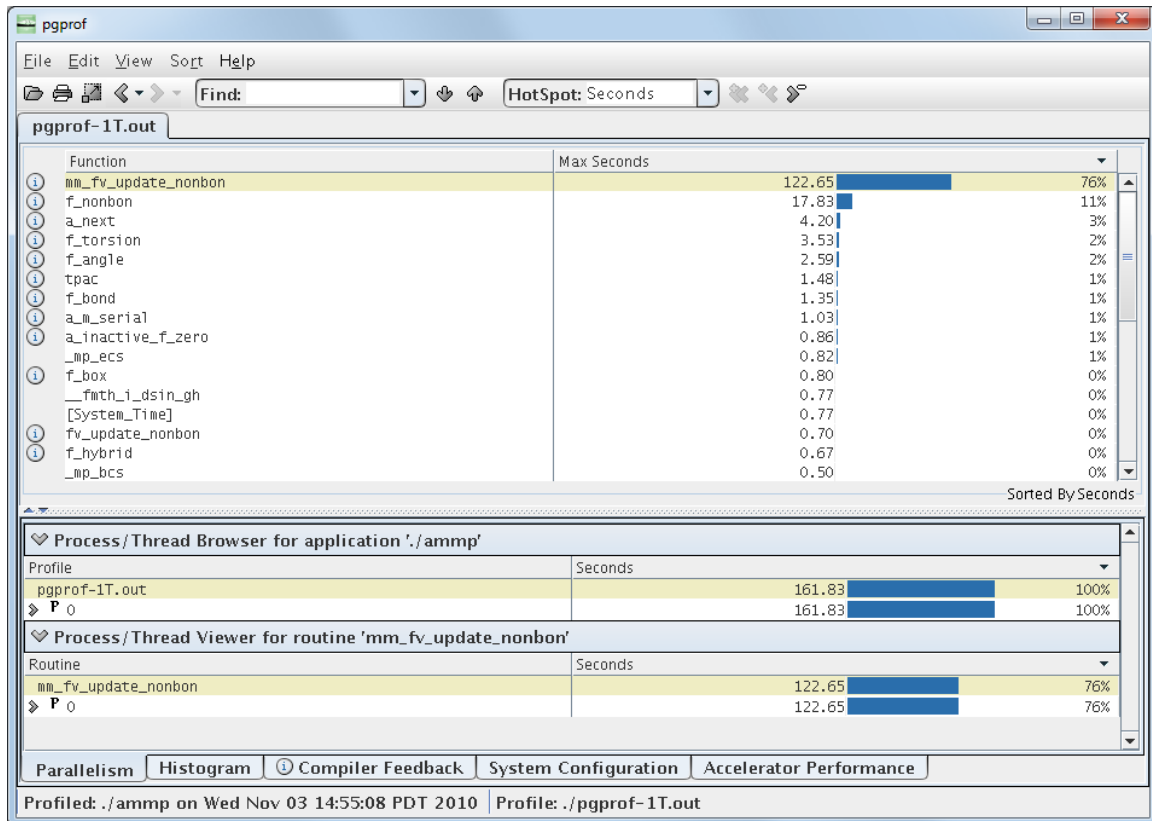 pgprof
File Edit View Sort Help
Find: HotSpot: Seconds
pgprof-1T.out
Function Max Seconds
mm_fv_update_nonbon 122.65 76%
f_nonbon 17.83 11%
a_next 4.20 3%
f_torsion 3.53 2%
f_angle 2.59 2%
tpac 1.48 1%
f_bond 1.35 1%
a_m_serial 1.03 1%
a_inactive_f_zero 0.86 1%
_mp_ecs 0.82 1%
f_box 0.80 0%
__fmth_i_dsin_gh 0.77 0%
[System_Time] 0.77 0%
fv_update_nonbon 0.70 0%
f_hybrid 0.67 0%
_mp_bcs 0.50 0%
Sorted By Seconds
Process/Thread Browser for application './ammp'
Profile Seconds
pgprof-1T.out 161.83 100%
P 0 161.83 100%
Process/Thread Viewer for routine 'mm_fv_update_nonbon'
Routine Seconds
mm_fv_update_nonbon 122.65 76%
P 0 122.65 76%
Parallelism Histogram Compiler Feedback System Configuration Accelerator Performance
Profiled: ./ammp on Wed Nov 03 14:55:08 PDT 2010 Profile: ./pgprof-1T.out